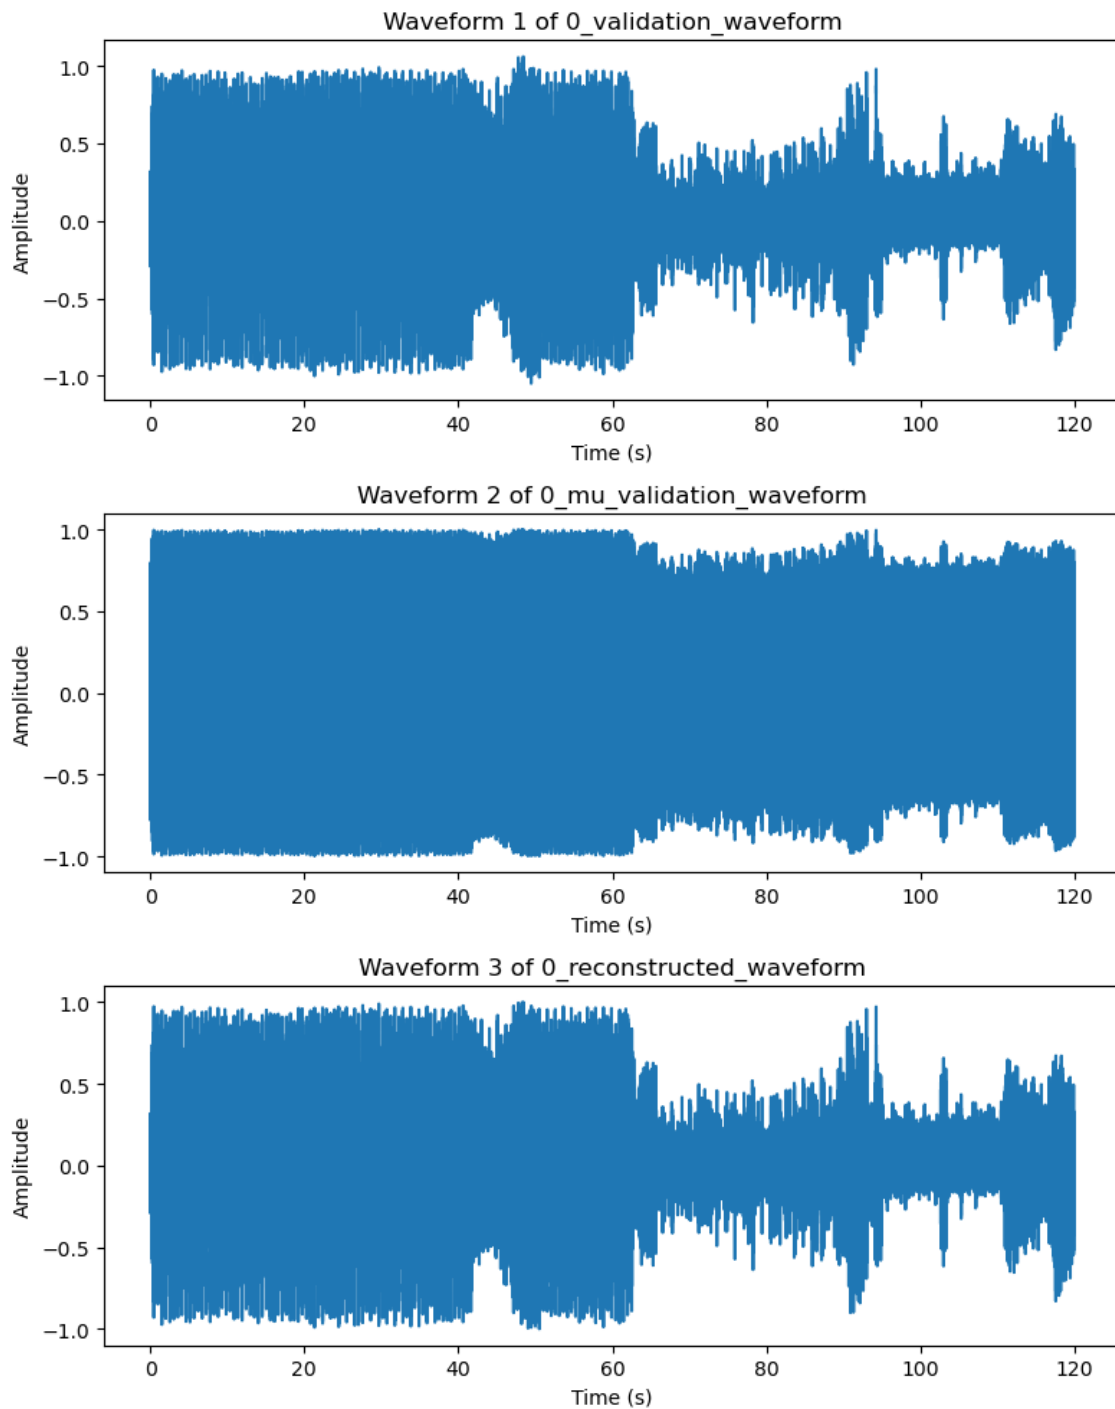 Waveform 1 of 0_validation_waveform
1.0
0.5
0.0
−0.5
−1.0
Amplitude
0 20 40 60 80 100 120
Time (s)
Waveform 2 of 0_mu_validation_waveform
1.0
0.5
0.0
−0.5
−1.0
Amplitude
0 20 40 60 80 100 120
Time (s)
Waveform 3 of 0_reconstructed_waveform
1.0
0.5
0.0
−0.5
−1.0
Amplitude
0 20 40 60 80 100 120
Time (s)